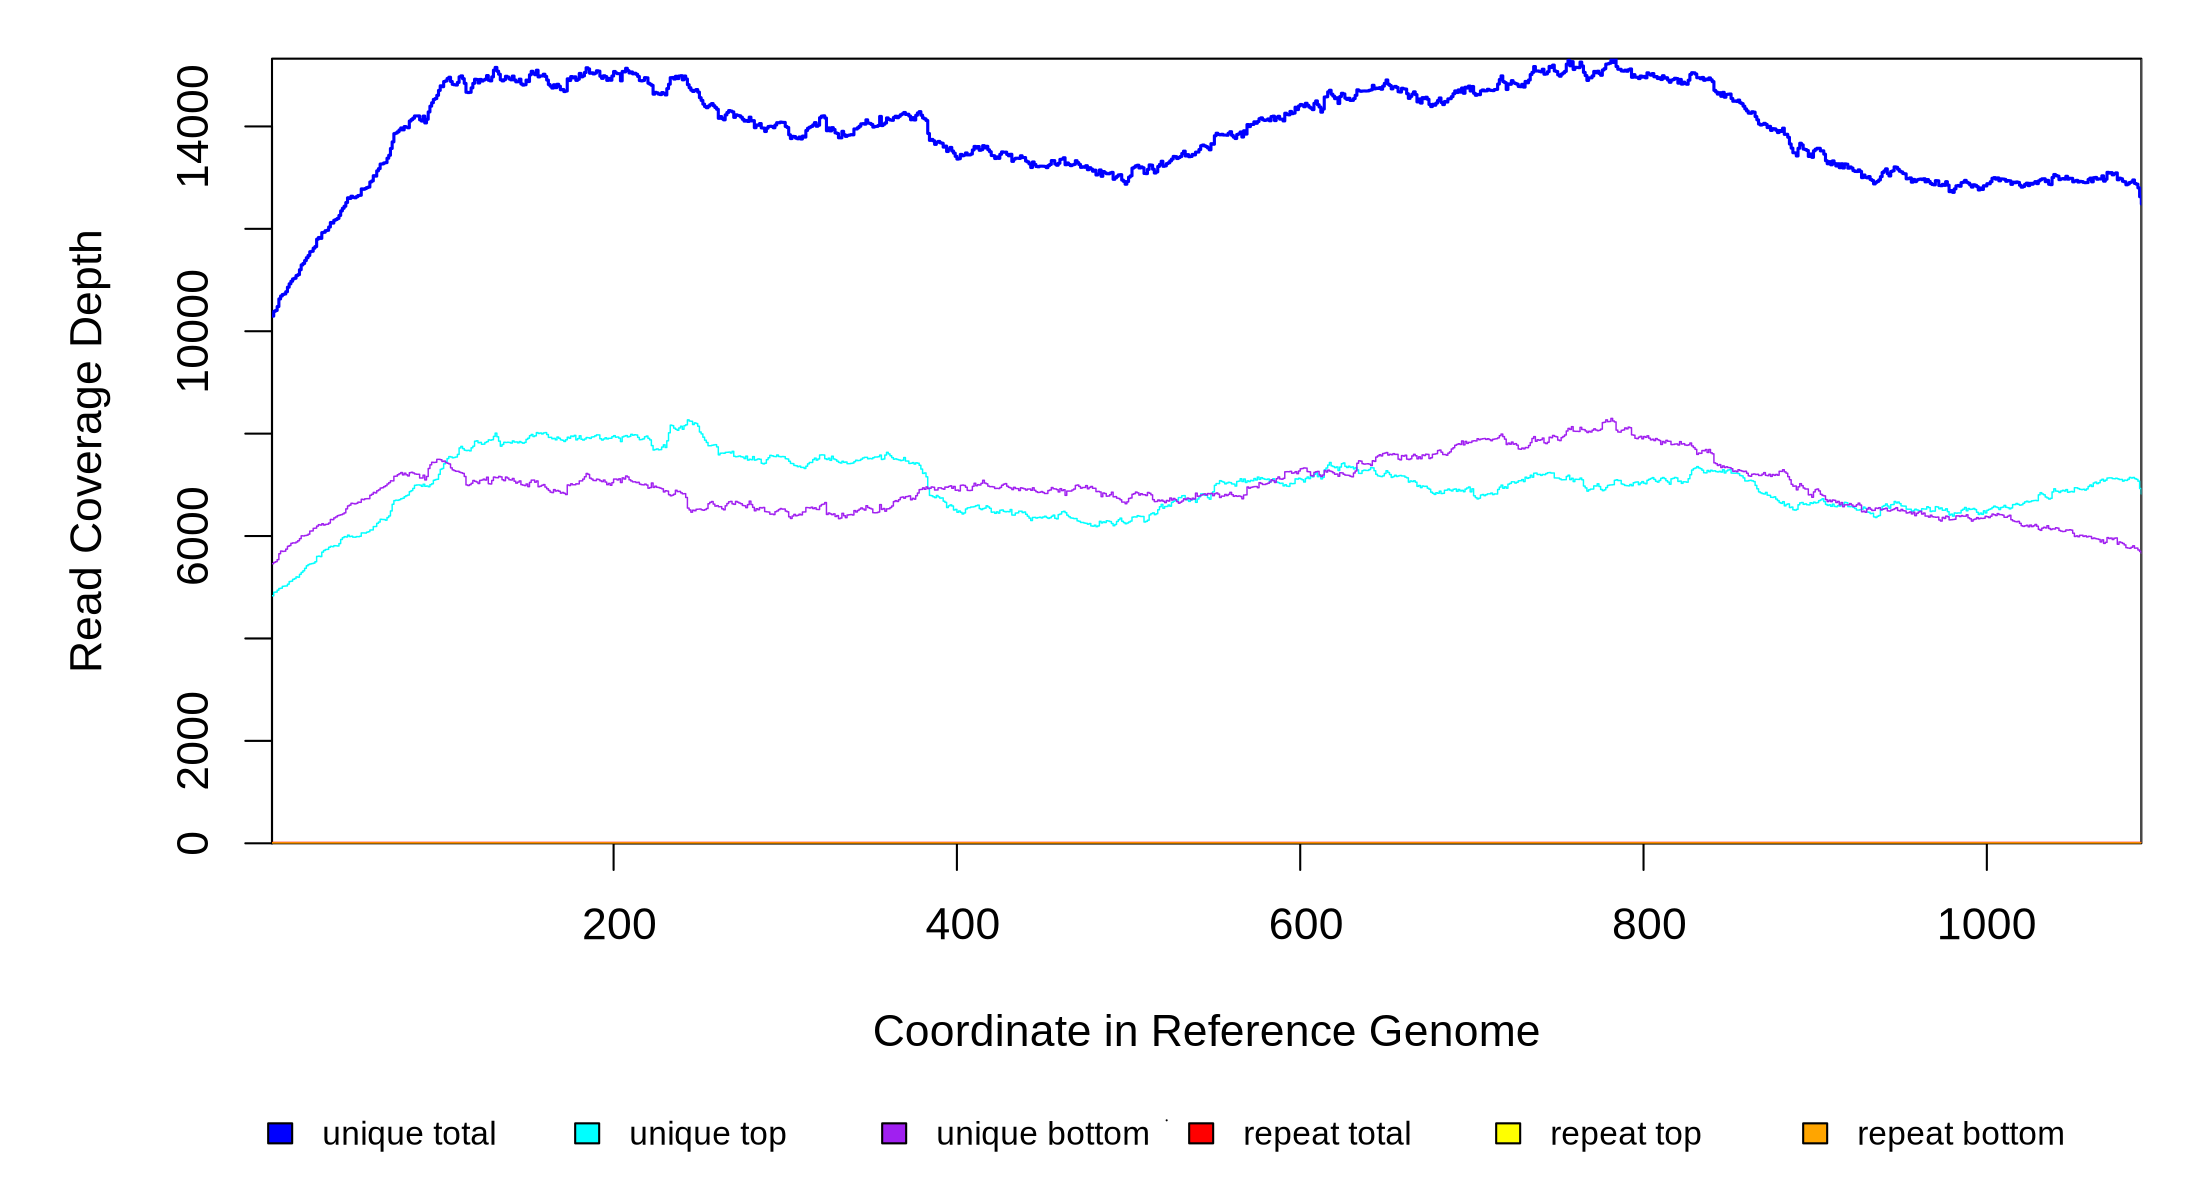 Read Coverage Depth
14000
10000
6000
2000
0
200 400 600 800 1000
Coordinate in Reference Genome
unique total unique top unique bottom repeat total repeat top repeat bottom